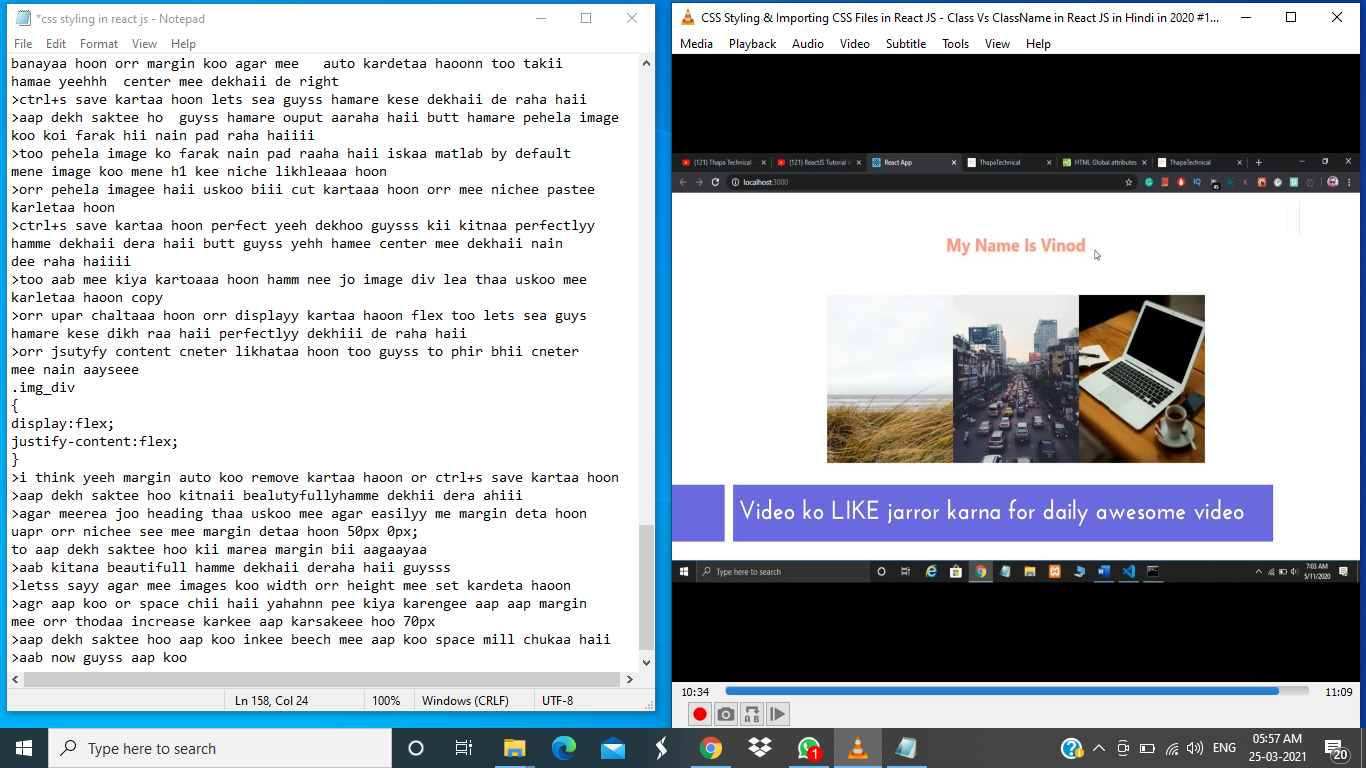 *css styling in react js - Notepad
File Edit Format View Help
banayaa hoon orr margin koo agar mee   auto kardetaa haoonn too takii
hamae yeehhh  center mee dekhaii de right
>ctrl+s save kartaa hoon lets sea guyss hamare kese dekhaii de raha haii
>aap dekh saktee ho  guyss hamare ouput aaraha haii butt hamare pehela image
koo koi farak hii nain pad raha haiiii
>too pehela image ko farak nain pad raaha haii iskaa matlab by default
mene image koo mene h1 kee niche likhleaaa hoon
>orr pehela imagee haii uskoo biii cut kartaaa hoon orr mee nichee pastee
karletaa hoon
>ctrl+s save kartaa hoon perfect yeeh dekhoo guysss kii kitnaa perfectlyy
hamme dekhaii dera haii butt guyss yehh hamee center mee dekhaii nain
dee raha haiiii
>too aab mee kiya kartoaaa hoon hamm nee jo image div lea thaa uskoo mee
karletaa haoon copy
>orr upar chaltaaa hoon orr displayy kartaa haoon flex too lets sea guys
hamare kese dikh raa haii perfectlyy dekhiii de raha haii
>orr jsutyfy content cneter likhataa hoon too guyss to phir bhii cneter
mee nain aayseee
.img_div
{
display:flex;
justify-content:flex;
}
>i think yeeh margin auto koo remove kartaa haoon or ctrl+s save kartaa hoon
>aap dekh saktee hoo kitnaii bealutyfullyhamme dekhii dera ahiii
>agar meerea joo heading thaa uskoo mee agar easilyy me margin deta hoon
uapr orr nichee see mee margin detaa hoon 50px 0px;
to aap dekh saktee hoo kii marea margin bii aagaayaa
>aab kitana beautifull hamme dekhaii deraha haii guysss
>letss sayy agar mee images koo width orr height mee set kardeta haoon
>agr aap koo or space chii haii yahahnn pee kiya karengee aap aap margin
mee orr thodaa increase karkee aap karsakeee hoo 70px
>aap dekh saktee hoo aap koo inkee beech mee aap koo space mill chukaa haii
>aab now guyss aap koo
Ln 158, Col 24 100% Windows (CRLF) UTF-8
CSS Styling & Importing CSS Files in React JS - Class Vs ClassName in React JS in Hindi in 2020 #1...
Media Playback Audio Video Subtitle Tools View Help
(121) Thapa Technical (121) ReactJS Tutorial i React App ThapaTechnical HTML Global attributes ThapaTechnical
localhost:3000
45
My Name Is Vinod
Video ko LIKE jarror karna for daily awesome video
Type here to search
7:03 AM
5/11/2020
10:34 11:09
A B
Type here to search
1
ENG
05:57 AM
25-03-2021
20